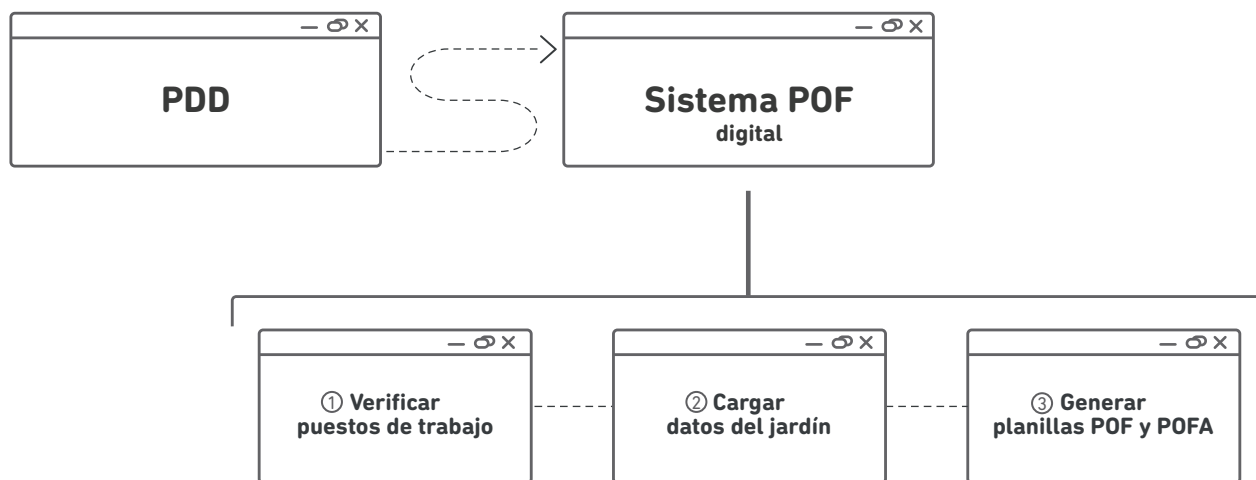 PDD
Sistema POF
digital
① Verificar
puestos de trabajo
② Cargar
datos del jardín
③ Generar
planillas POF y POFA